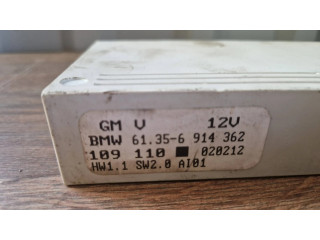 GM V 12V
BMW 61.35-6 914 362
109 110 ■ 020212
HW1.1 SW2.0 AI01